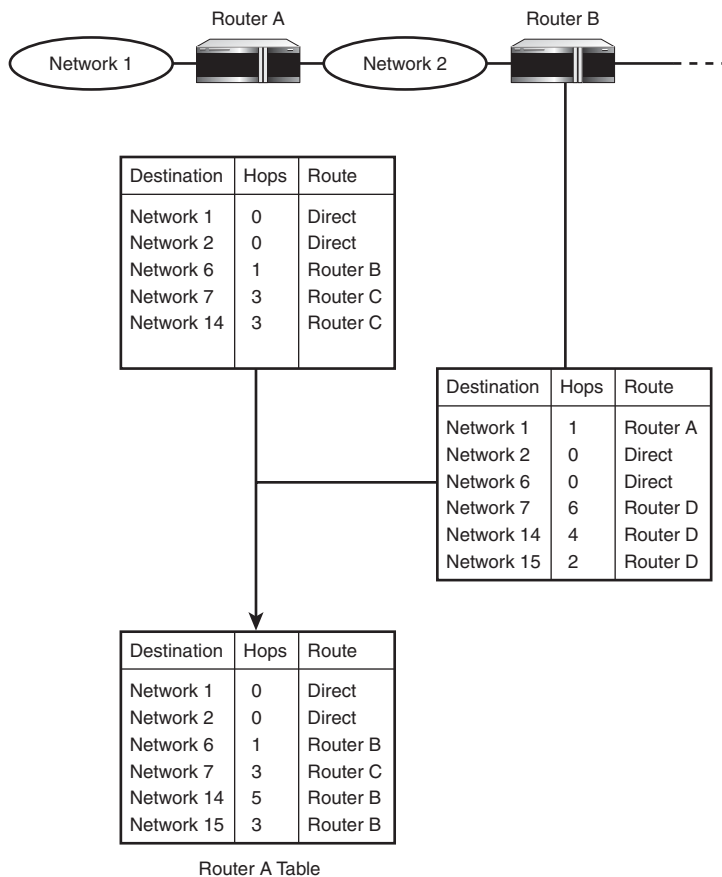 Router A
Router B
Network 1
Network 2
Destination Hops Route
Network 1 0 Direct
Network 2 0 Direct
Network 6 1 Router B
Network 7 3 Router C
Network 14 3 Router C
Destination Hops Route
Network 1 1 Router A
Network 2 0 Direct
Network 6 0 Direct
Network 7 6 Router D
Network 14 4 Router D
Network 15 2 Router D
Destination Hops Route
Network 1 0 Direct
Network 2 0 Direct
Network 6 1 Router B
Network 7 3 Router C
Network 14 5 Router B
Network 15 3 Router B
Router A Table